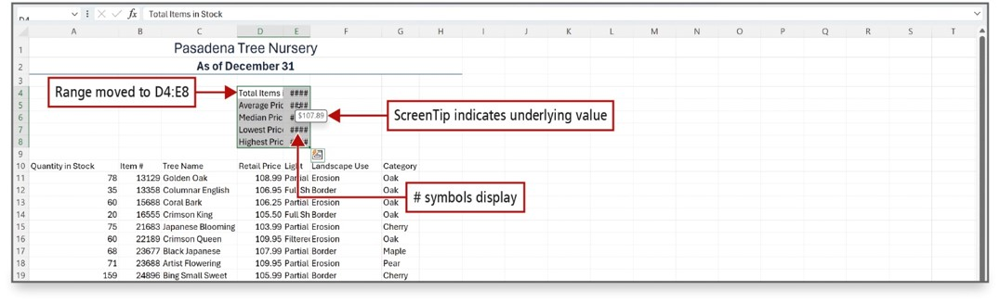 D4 fx Total Items in Stock
A B C D E F G H I J K L M N O P Q R S T
1 Pasadena Tree Nursery
2 As of December 31
3
Range moved to D4:E8
4 Total Items ####
5 Average Pric ####
6 Median Pric # $107.89
ScreenTip indicates underlying value
7 Lowest Price ####
8 Highest Pric ####
9
10 Quantity in Stock Item # Tree Name Retail Price Light Landscape Use Category
11 78 13129 Golden Oak 108.99 Partial Erosion Oak
12 35 13358 Columnar English 106.95 Full Sh Border Oak
# symbols display
13 60 15688 Coral Bark 106.25 Partial Erosion Oak
14 20 16555 Crimson King 105.50 Full Sh Border Oak
15 75 21683 Japanese Blooming 103.99 Partial Erosion Cherry
16 60 22189 Crimson Queen 109.95 Filtere Erosion Oak
17 68 23677 Black Japanese 107.99 Partial Border Maple
18 71 23688 Artist Flowering 109.95 Partial Erosion Pear
19 159 24896 Bing Small Sweet 105.99 Partial Border Cherry